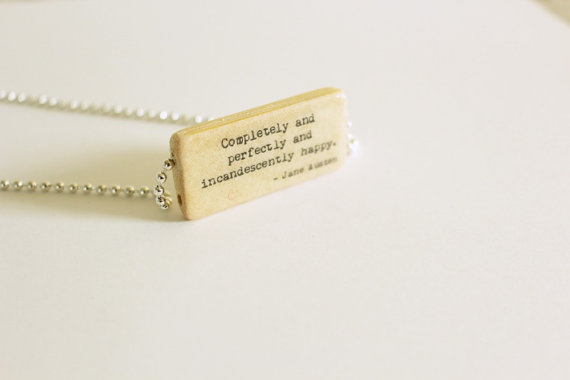 Completely and
perfectly and
incandescently happy.
- Jane Austen